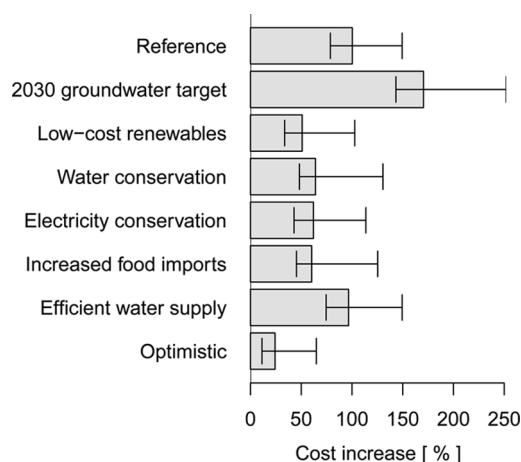 Reference
2030 groundwater target
Low−cost renewables
Water conservation
Electricity conservation
Increased food imports
Efficient water supply
Optimistic
0 50 100 150 200 250
Cost increase [ % ]